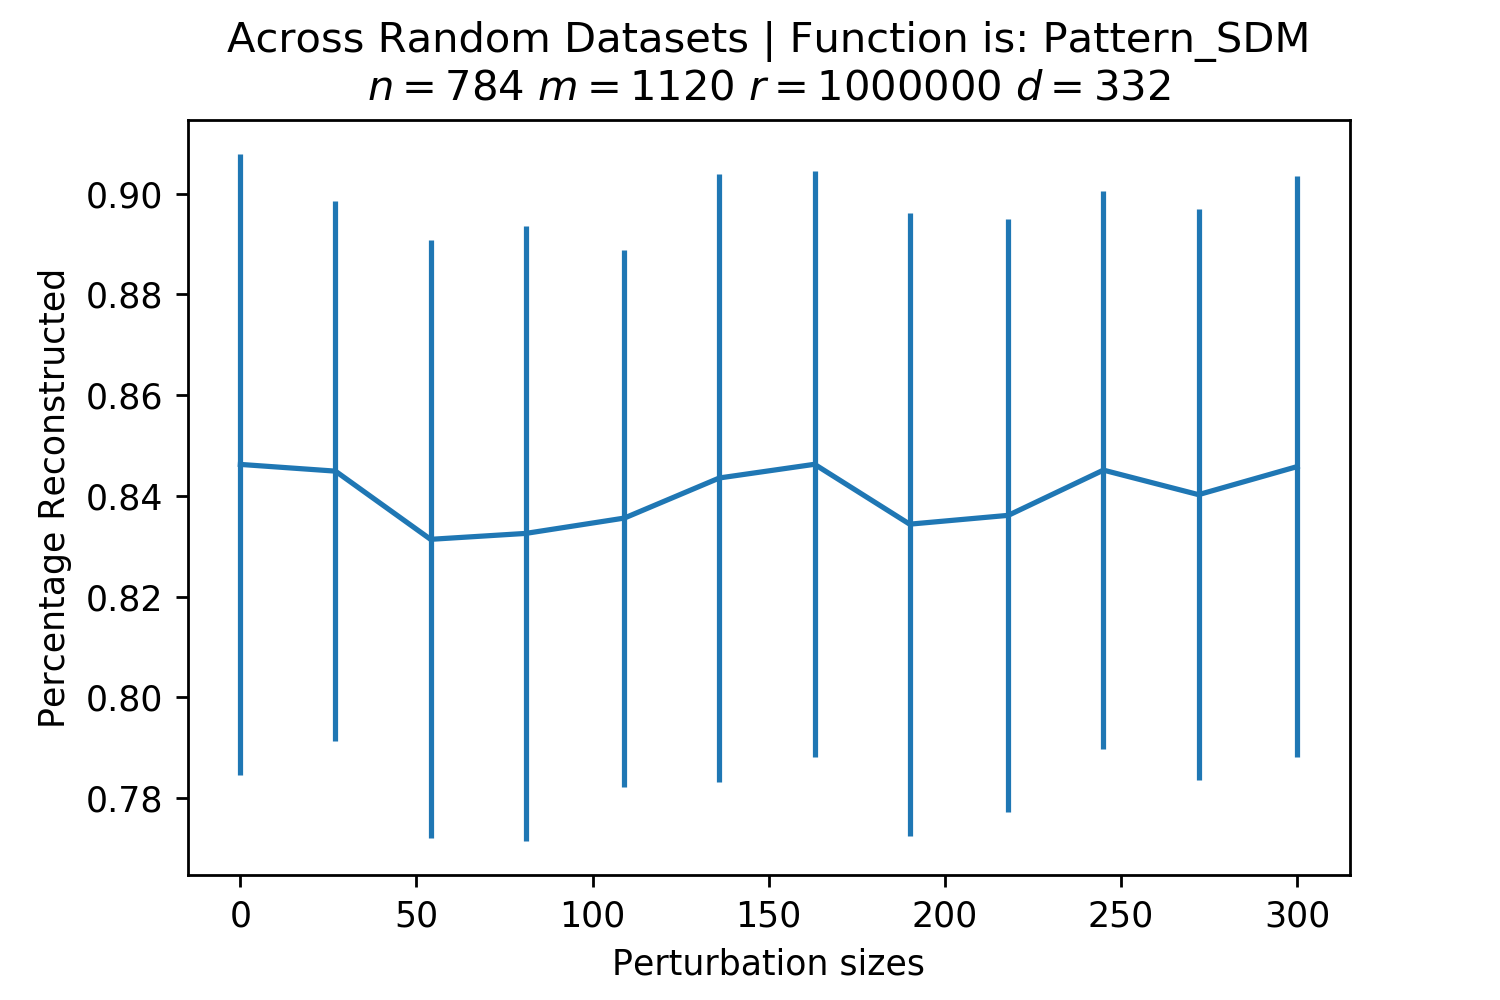 Across Random Datasets | Function is: Pattern_SDM
n = 784 m = 1120 r = 1000000 d = 332
0.90
0.88
0.86
0.84
0.82
0.80
0.78
Percentage Reconstructed
0 50 100 150 200 250 300
Perturbation sizes